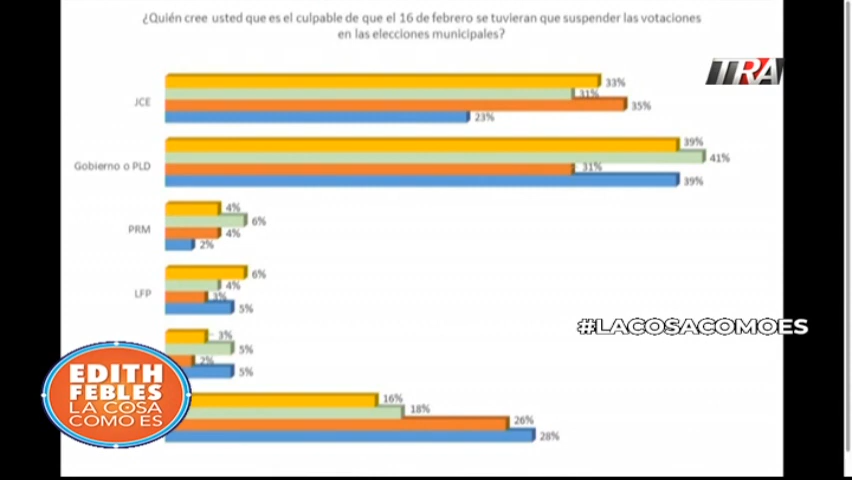 ¿Quién cree usted que es el culpable de que el 16 de febrero se tuvieran que suspender las votaciones
en las elecciones municipales?
TRA
JCE
33%
31%
35%
23%
Gobierno o PLD
39%
41%
31%
39%
PRM
4%
6%
4%
2%
LFP
6%
4%
3%
5%
#LACOSACOMOES
3%
5%
2%
5%
EDITH
FEBLES
LA COSA
COMO ES
16%
18%
26%
28%